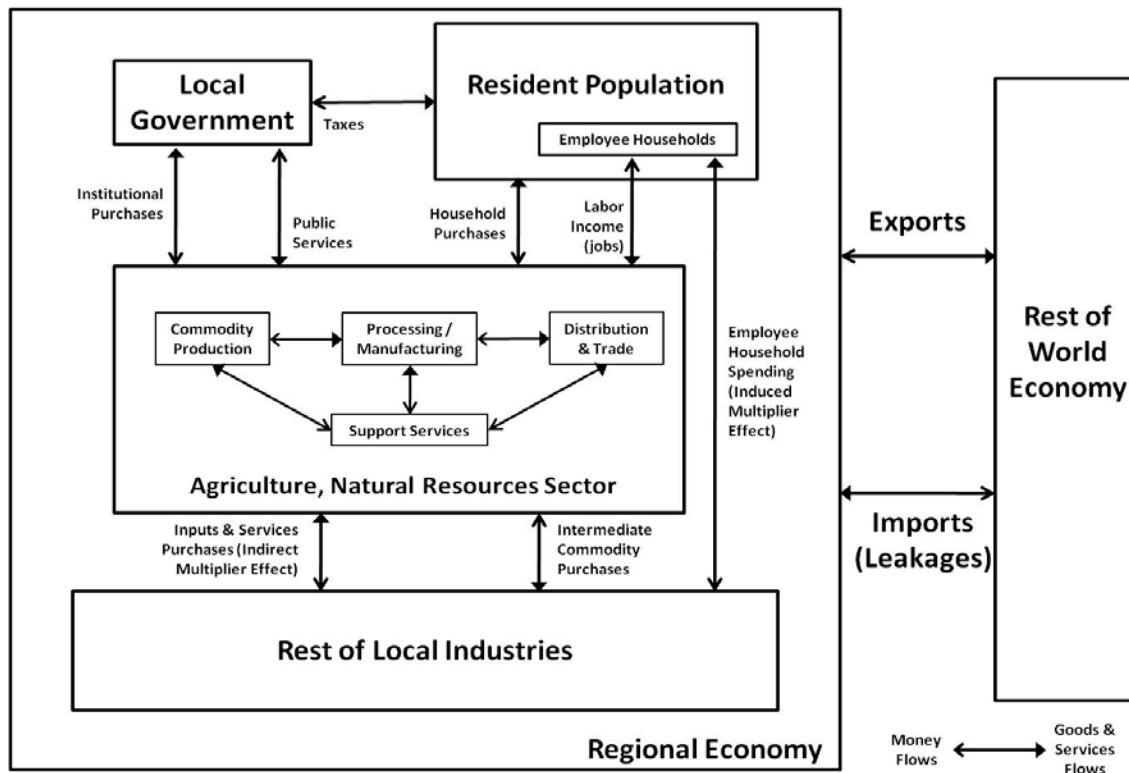 Local
Government
Taxes
Resident Population
Employee Households
Institutional
Purchases
Public
Services
Household
Purchases
Labor
Income
(jobs)
Exports
Commodity
Production
Processing /
Manufacturing
Distribution
& Trade
Support Services
Agriculture, Natural Resources Sector
Employee
Household
Spending
(Induced
Multiplier
Effect)
Rest of
World
Economy
Inputs & Services
Purchases (Indirect
Multiplier Effect)
Intermediate
Commodity
Purchases
Imports
(Leakages)
Rest of Local Industries
Regional Economy
Money
Flows
Goods &
Services
Flows